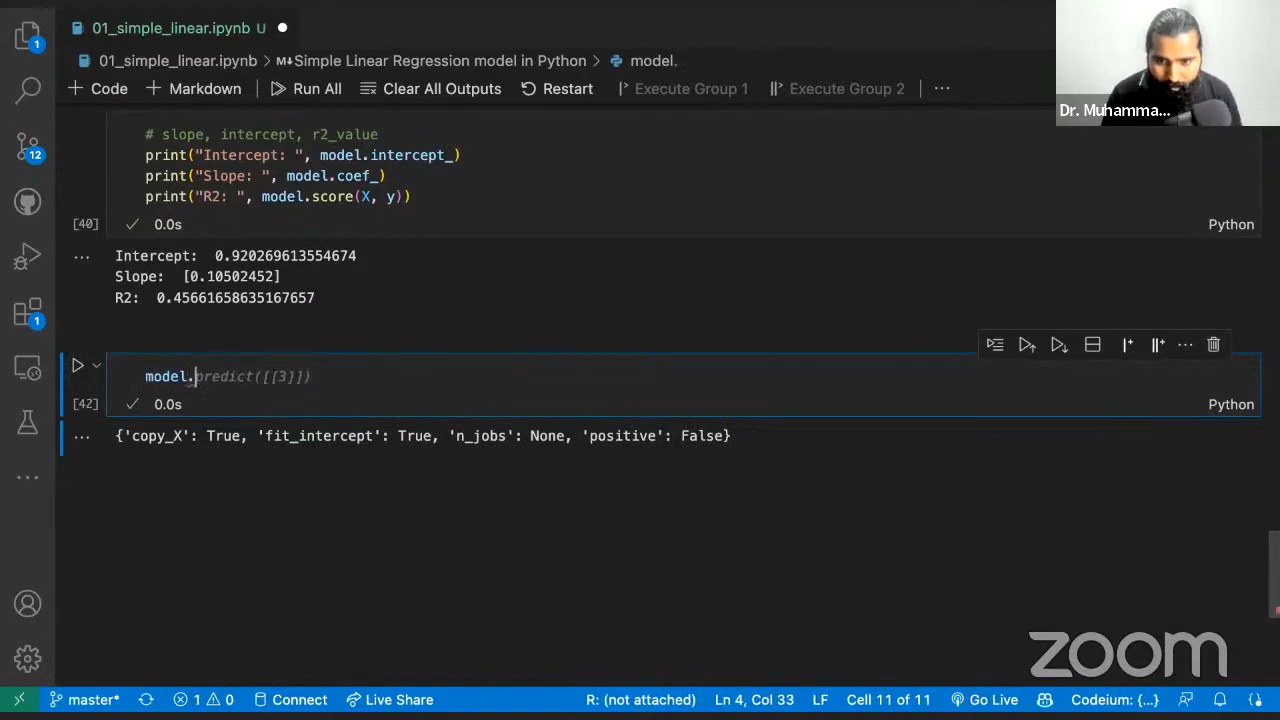 01_simple_linear.ipynb U
01_simple_linear.ipynb > M↓Simple Linear Regression model in Python > model.
Code Markdown Run All Clear All Outputs Restart Execute Group 1 Execute Group 2 ...
Dr. Muhamma...
# slope, intercept, r2_value
print("Intercept: ", model.intercept_)
print("Slope: ", model.coef_)
print("R2: ", model.score(X, y))
[40] 0.0s Python
Intercept: 0.920269613554674
Slope: [0.10502452]
R2: 0.45661658635167657
model.predict([[3]])
[42] 0.0s Python
{'copy_X': True, 'fit_intercept': True, 'n_jobs': None, 'positive': False}
1
12
1
zoom
master* 1 0 Connect Live Share R: (not attached) Ln 4, Col 33 LF Cell 11 of 11 Go Live Codeium: {...}